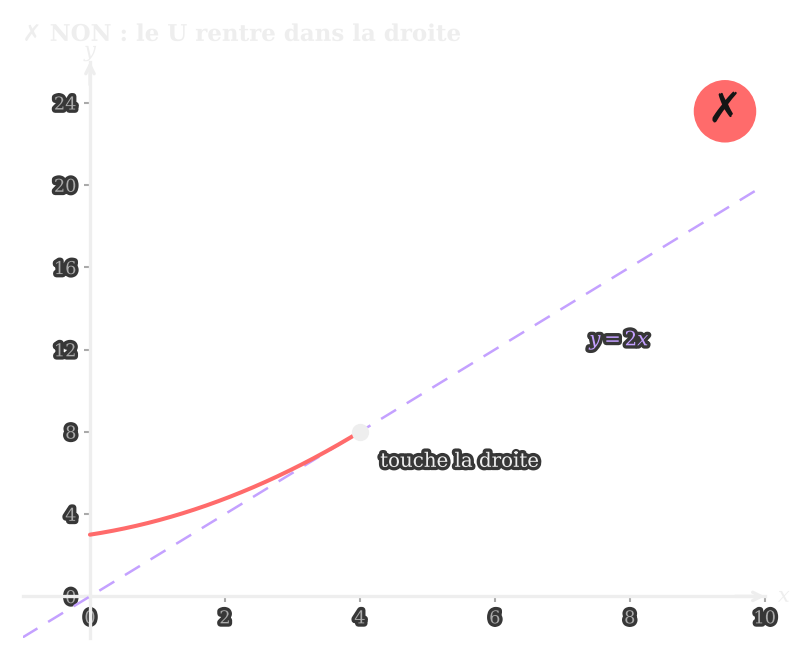 ✗ NON : le U rentre dans la droite
y
24
20
16
12
8
4
0
y = 2x
touche la droite
✗
0 2 4 6 8 10
x